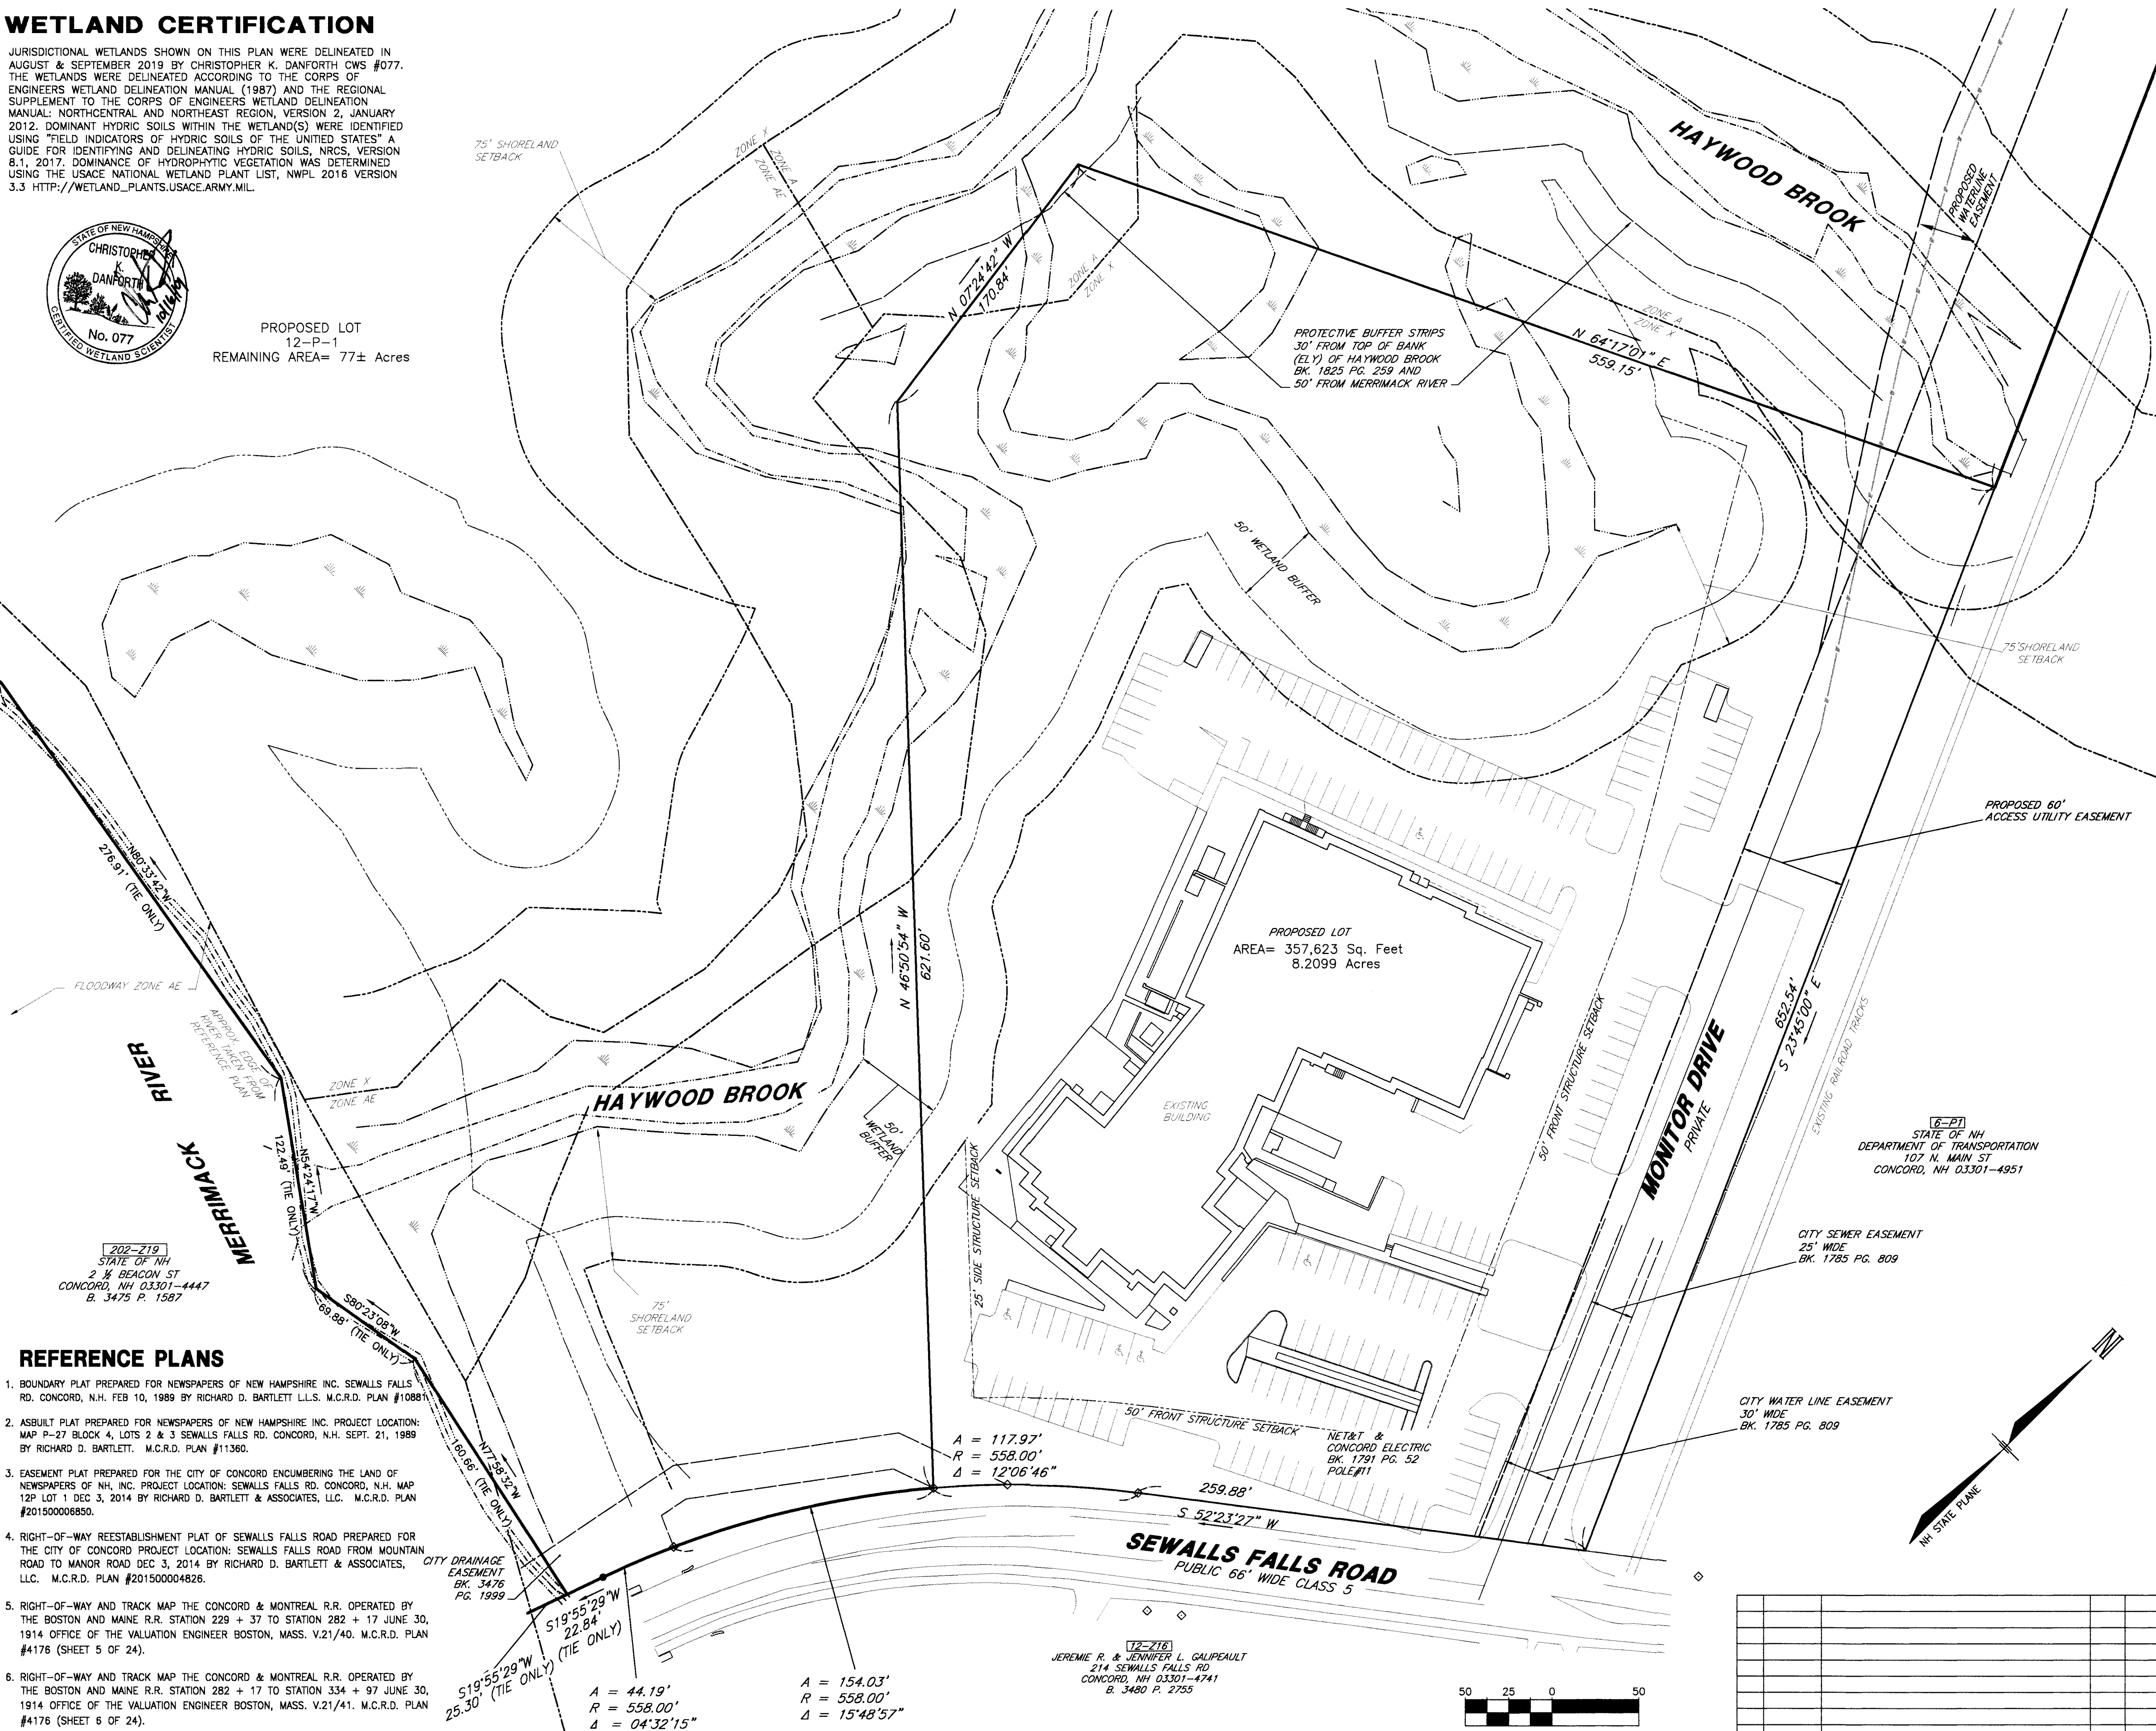 WETLAND CERTIFICATION
JURISDICTIONAL WETLANDS SHOWN ON THIS PLAN WERE DELINEATED IN
AUGUST & SEPTEMBER 2019 BY CHRISTOPHER K. DANFORTH CWS #077.
THE WETLANDS WERE DELINEATED ACCORDING TO THE CORPS OF
ENGINEERS WETLAND DELINEATION MANUAL (1987) AND THE REGIONAL
SUPPLEMENT TO THE CORPS OF ENGINEERS WETLAND DELINEATION
MANUAL: NORTHCENTRAL AND NORTHEAST REGION, VERSION 2, JANUARY
2012. DOMINANT HYDRIC SOILS WITHIN THE WETLAND(S) WERE IDENTIFIED
USING "FIELD INDICATORS OF HYDRIC SOILS OF THE UNITED STATES" A
GUIDE FOR IDENTIFYING AND DELINEATING HYDRIC SOILS, NRCS, VERSION
8.1, 2017. DOMINANCE OF HYDROPHYTIC VEGETATION WAS DETERMINED
USING THE USACE NATIONAL WETLAND PLANT LIST, NWPL 2016 VERSION
3.3 HTTP://WETLAND_PLANTS.USACE.ARMY.MIL.
STATE OF NEW HAMPSHIRE
CHRISTOPHER
K.
DANFORTH
10/16/19
No. 077
CERTIFIED WETLAND SCIENTIST
PROPOSED LOT
12-P-1
REMAINING AREA= 77± Acres
75' SHORELAND
SETBACK
ZONE X
ZONE A
ZONE AE
N 07°24'42" W
170.84'
ZONE A
ZONE X
PROTECTIVE BUFFER STRIPS
30' FROM TOP OF BANK
(ELY) OF HAYWOOD BROOK
BK. 1825 PG. 259 AND
50' FROM MERRIMACK RIVER
HAYWOOD BROOK
PROPOSED
WATERLINE
EASEMENT
ZONE A
ZONE X
N 64°17'01" E
559.15'
50' WETLAND BUFFER
75'SHORELAND
SETBACK
PROPOSED 60'
ACCESS UTILITY EASEMENT
N80°33'42"W
276.91' (TIE ONLY)
FLOODWAY ZONE AE
APPROX. EDGE OF
RIVER TAKEN FROM
REFERENCE PLAN
N 46°50'54" W
621.60'
PROPOSED LOT
AREA= 357,623 Sq. Feet
8.2099 Acres
EXISTING
BUILDING
50' FRONT STRUCTURE SETBACK
MONITOR DRIVE
PRIVATE
652.54'
S 23°45'00" E
EXISTING RAILROAD TRACKS
6-P1
STATE OF NH
DEPARTMENT OF TRANSPORTATION
107 N. MAIN ST
CONCORD, NH 03301-4951
MERRIMACK RIVER
ZONE X
ZONE AE
HAYWOOD BROOK
50'
WETLAND
BUFFER
N54°24'17"W
122.49' (TIE ONLY)
25' SIDE STRUCTURE SETBACK
202-Z19
STATE OF NH
2 ½ BEACON ST
CONCORD, NH 03301-4447
B. 3475 P. 1587
S80°23'08"W
69.88' (TIE ONLY)
75'
SHORELAND
SETBACK
CITY SEWER EASEMENT
25' WIDE
BK. 1785 PG. 809
CITY WATER LINE EASEMENT
30' WIDE
BK. 1785 PG. 809
N
NH STATE PLANE
REFERENCE PLANS
1. BOUNDARY PLAT PREPARED FOR NEWSPAPERS OF NEW HAMPSHIRE INC. SEWALLS FALLS
RD. CONCORD, N.H. FEB 10, 1989 BY RICHARD D. BARTLETT L.L.S. M.C.R.D. PLAN #10881
2. ASBUILT PLAT PREPARED FOR NEWSPAPERS OF NEW HAMPSHIRE INC. PROJECT LOCATION:
MAP P-27 BLOCK 4, LOTS 2 & 3 SEWALLS FALLS RD. CONCORD, N.H. SEPT. 21, 1989
BY RICHARD D. BARTLETT. M.C.R.D. PLAN #11360.
3. EASEMENT PLAT PREPARED FOR THE CITY OF CONCORD ENCUMBERING THE LAND OF
NEWSPAPERS OF NH, INC. PROJECT LOCATION: SEWALLS FALLS RD. CONCORD, N.H. MAP
12P LOT 1 DEC 3, 2014 BY RICHARD D. BARTLETT & ASSOCIATES, LLC. M.C.R.D. PLAN
#201500006850.
4. RIGHT-OF-WAY REESTABLISHMENT PLAT OF SEWALLS FALLS ROAD PREPARED FOR
THE CITY OF CONCORD PROJECT LOCATION: SEWALLS FALLS ROAD FROM MOUNTAIN
ROAD TO MANOR ROAD DEC 3, 2014 BY RICHARD D. BARTLETT & ASSOCIATES,
LLC. M.C.R.D. PLAN #201500004826.
5. RIGHT-OF-WAY AND TRACK MAP THE CONCORD & MONTREAL R.R. OPERATED BY
THE BOSTON AND MAINE R.R. STATION 229 + 37 TO STATION 282 + 17 JUNE 30,
1914 OFFICE OF THE VALUATION ENGINEER BOSTON, MASS. V.21/40. M.C.R.D. PLAN
#4176 (SHEET 5 OF 24).
6. RIGHT-OF-WAY AND TRACK MAP THE CONCORD & MONTREAL R.R. OPERATED BY
THE BOSTON AND MAINE R.R. STATION 282 + 17 TO STATION 334 + 97 JUNE 30,
1914 OFFICE OF THE VALUATION ENGINEER BOSTON, MASS. V.21/41. M.C.R.D. PLAN
#4176 (SHEET 6 OF 24).
N77°58'32"W
160.66' (TIE ONLY)
CITY DRAINAGE
EASEMENT
BK. 3476
PG. 1999
S19°55'29"W
22.84'
(TIE ONLY)
S19°55'29"W
25.30' (TIE ONLY)
A = 44.19'
R = 558.00'
Δ = 04°32'15"
A = 154.03'
R = 558.00'
Δ = 15°48'57"
A = 117.97'
R = 558.00'
Δ = 12°06'46"
50' FRONT STRUCTURE SETBACK
NET&T &
CONCORD ELECTRIC
BK. 1791 PG. 52
POLE#11
259.88'
S 52°23'27" W
SEWALLS FALLS ROAD
PUBLIC 66' WIDE CLASS 5
12-Z16
JEREMIE R. & JENNIFER L. GALIPEAULT
214 SEWALLS FALLS RD
CONCORD, NH 03301-4741
B. 3480 P. 2755
50 25 0 50